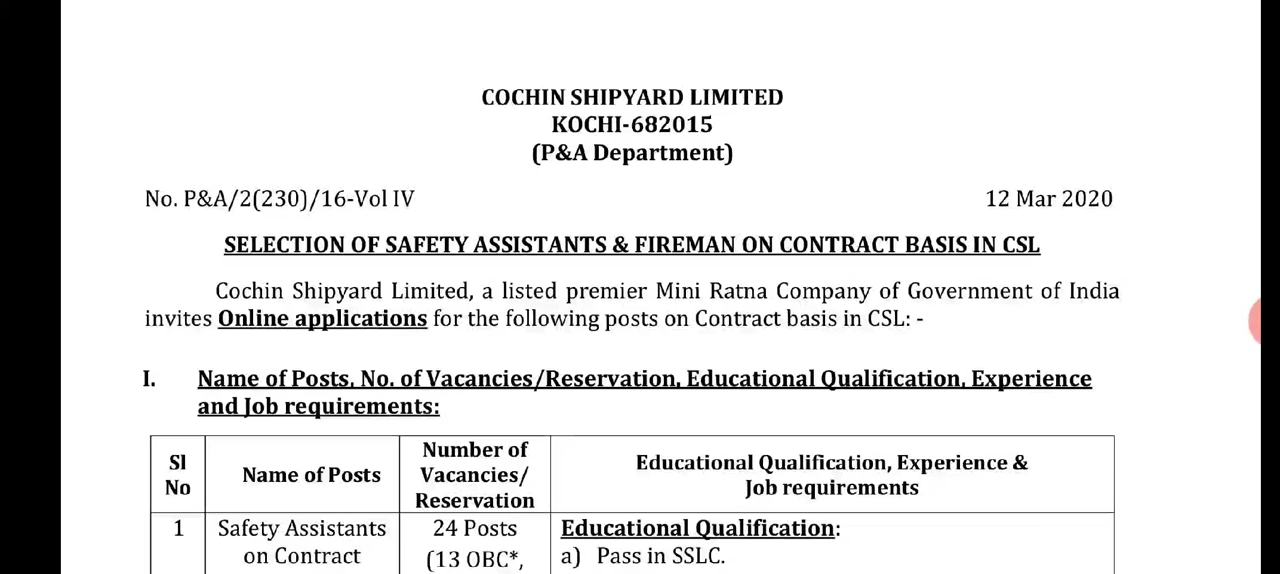 COCHIN SHIPYARD LIMITED
KOCHI-682015
(P&A Department)
No. P&A/2(230)/16-Vol IV 12 Mar 2020
SELECTION OF SAFETY ASSISTANTS & FIREMAN ON CONTRACT BASIS IN CSL
Cochin Shipyard Limited, a listed premier Mini Ratna Company of Government of India
invites Online applications for the following posts on Contract basis in CSL: -
I. Name of Posts, No. of Vacancies/Reservation, Educational Qualification, Experience
and Job requirements:
Sl
No
Name of Posts
Number of
Vacancies/
Reservation
Educational Qualification, Experience &
Job requirements
1
Safety Assistants
on Contract
24 Posts
(13 OBC*,
Educational Qualification:
a) Pass in SSLC.